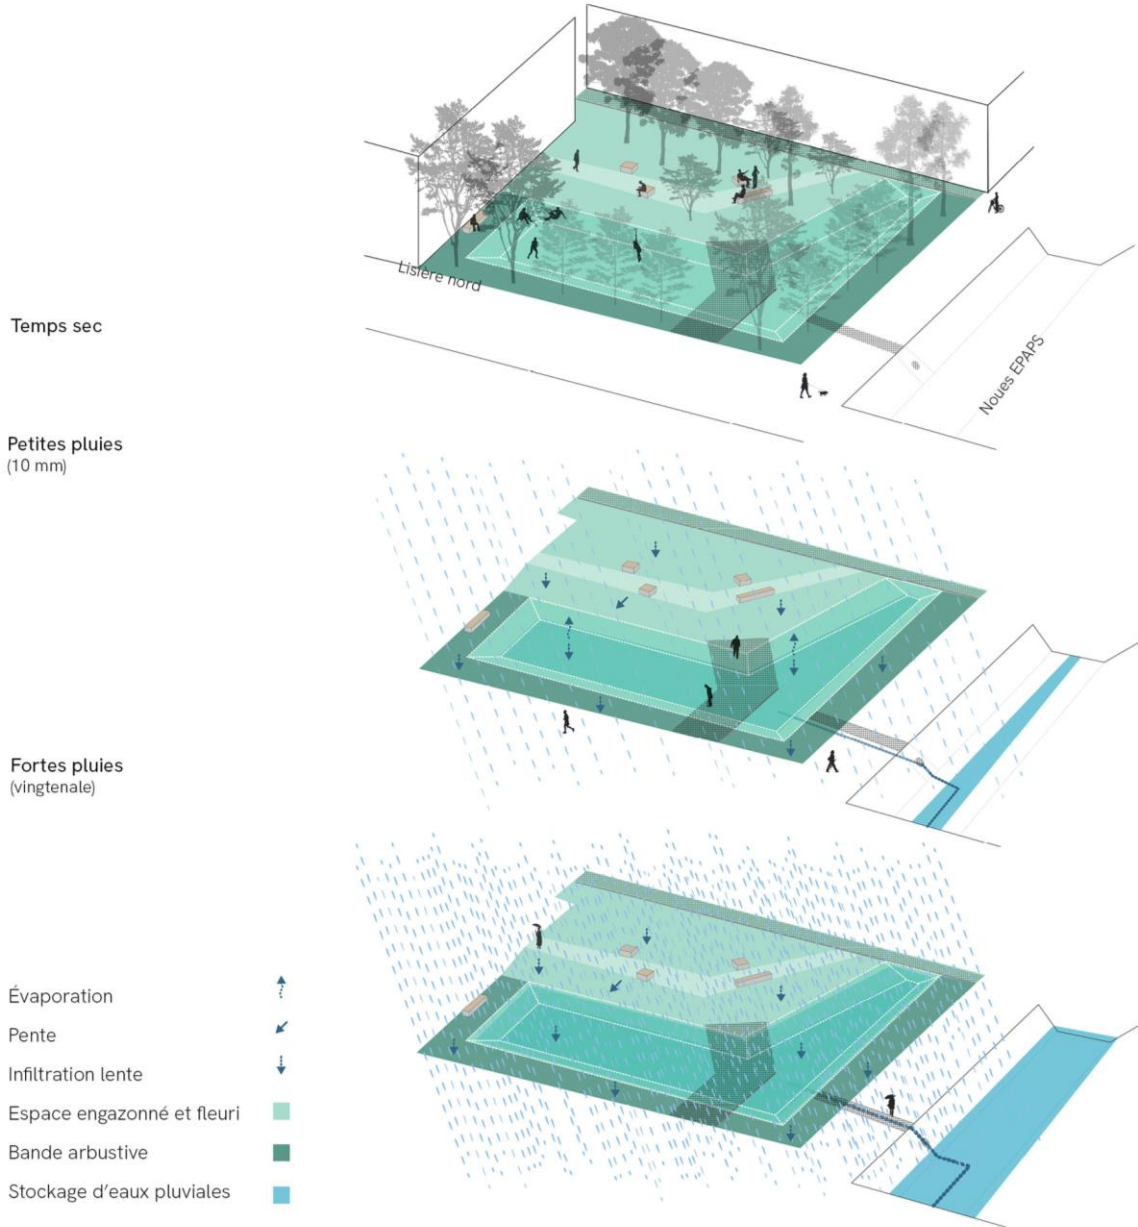 Lisière nord
Temps sec
Noues EPAPS
Petites pluies
(10 mm)
Fortes pluies
(vingtenale)
Évaporation
Pente
Infiltration lente
Espace engazonné et fleuri
Bande arbustive
Stockage d'eaux pluviales